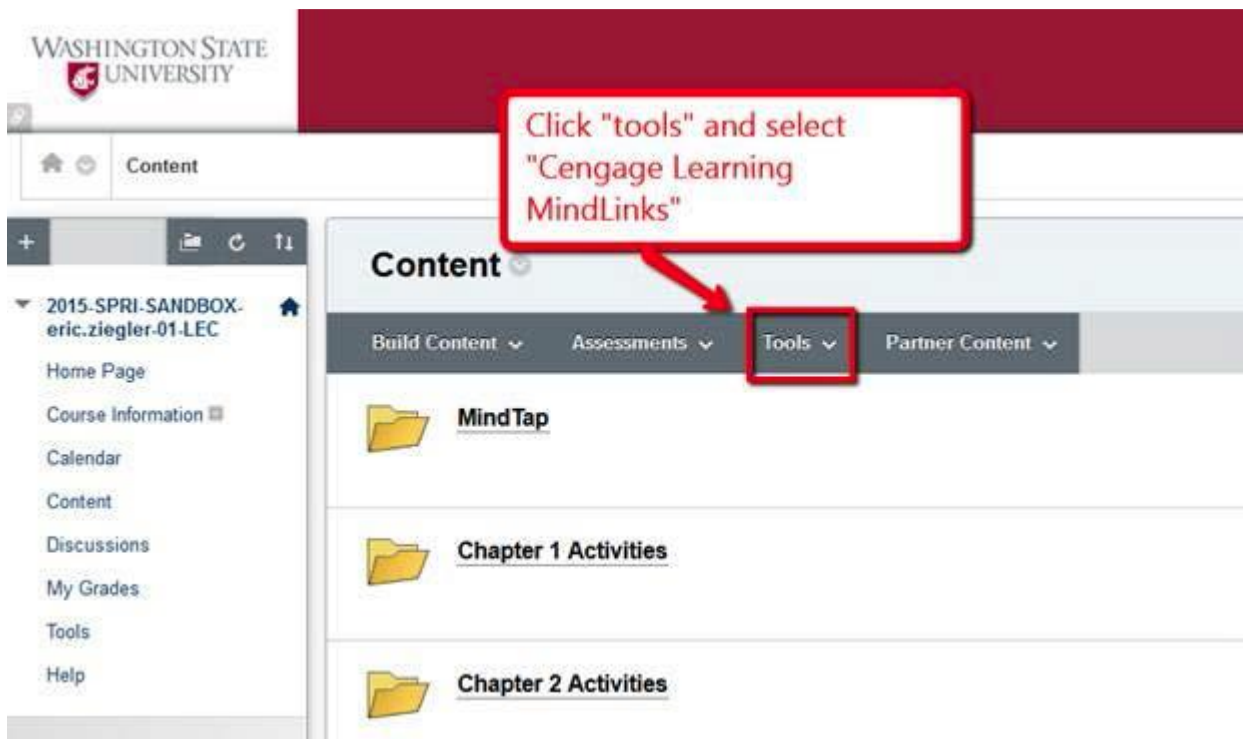 WASHINGTON STATE
UNIVERSITY
Click "tools" and select
"Cengage Learning
MindLinks"
Content
2015-SPRI-SANDBOX-
eric.ziegler-01-LEC
Home Page
Course Information
Calendar
Content
Discussions
My Grades
Tools
Help
Content
Build Content Assessments Tools Partner Content
MindTap
Chapter 1 Activities
Chapter 2 Activities